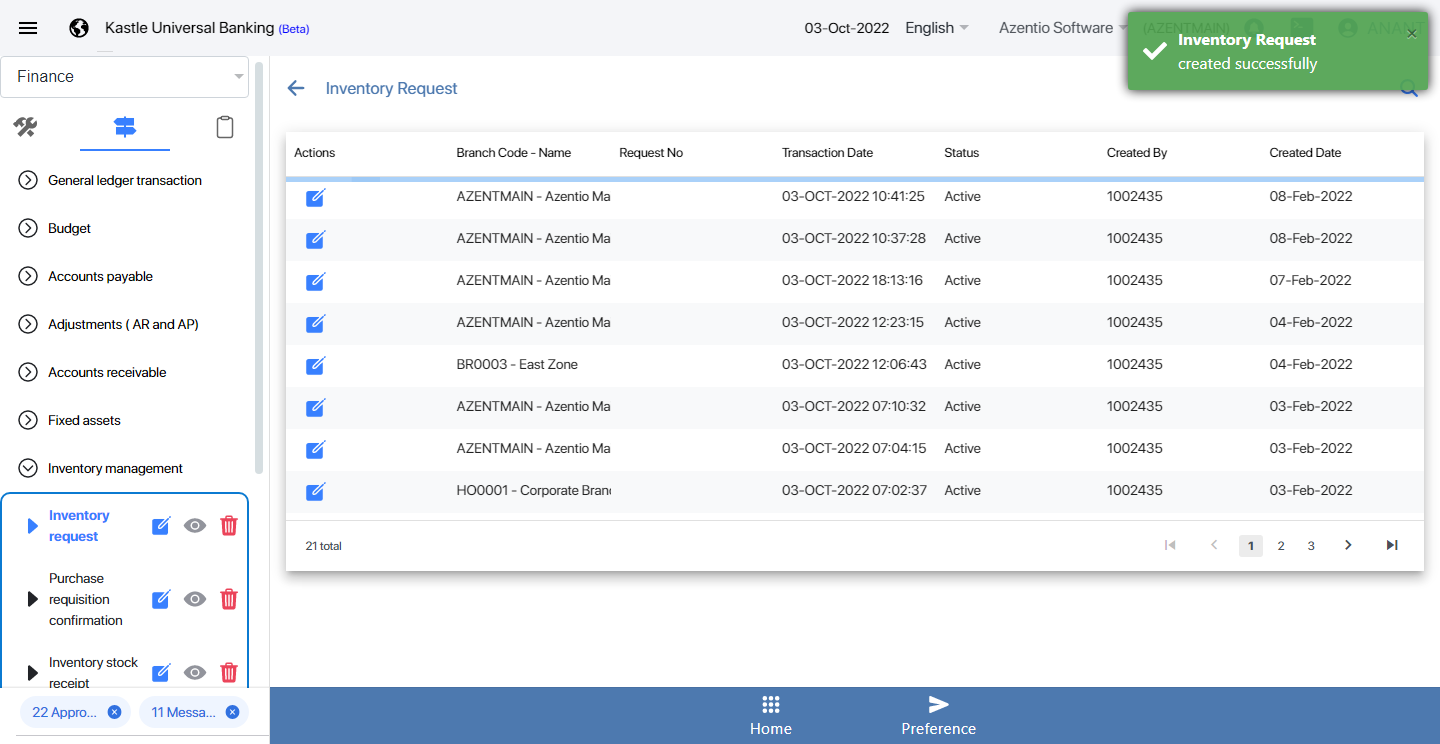 Kastle Universal Banking (Beta)
03-Oct-2022
English
Azentio Software
(AZENTMAIN)
ANANT
Inventory Request
created successfully
×
Finance
Inventory Request
General ledger transaction
Budget
Accounts payable
Adjustments ( AR and AP)
Accounts receivable
Fixed assets
Inventory management
Inventory
request
Purchase
requisition
confirmation
Inventory stock
receipt
22 Appro...
11 Messa...
Actions Branch Code - Name Request No Transaction Date Status Created By Created Date
AZENTMAIN - Azentio Ma 03-OCT-2022 10:41:25 Active 1002435 08-Feb-2022
AZENTMAIN - Azentio Ma 03-OCT-2022 10:37:28 Active 1002435 08-Feb-2022
AZENTMAIN - Azentio Ma 03-OCT-2022 18:13:16 Active 1002435 07-Feb-2022
AZENTMAIN - Azentio Ma 03-OCT-2022 12:23:15 Active 1002435 04-Feb-2022
BR0003 - East Zone 03-OCT-2022 12:06:43 Active 1002435 04-Feb-2022
AZENTMAIN - Azentio Ma 03-OCT-2022 07:10:32 Active 1002435 03-Feb-2022
AZENTMAIN - Azentio Ma 03-OCT-2022 07:04:15 Active 1002435 03-Feb-2022
HO0001 - Corporate Bran 03-OCT-2022 07:02:37 Active 1002435 03-Feb-2022
21 total
1 2 3
Home
Preference